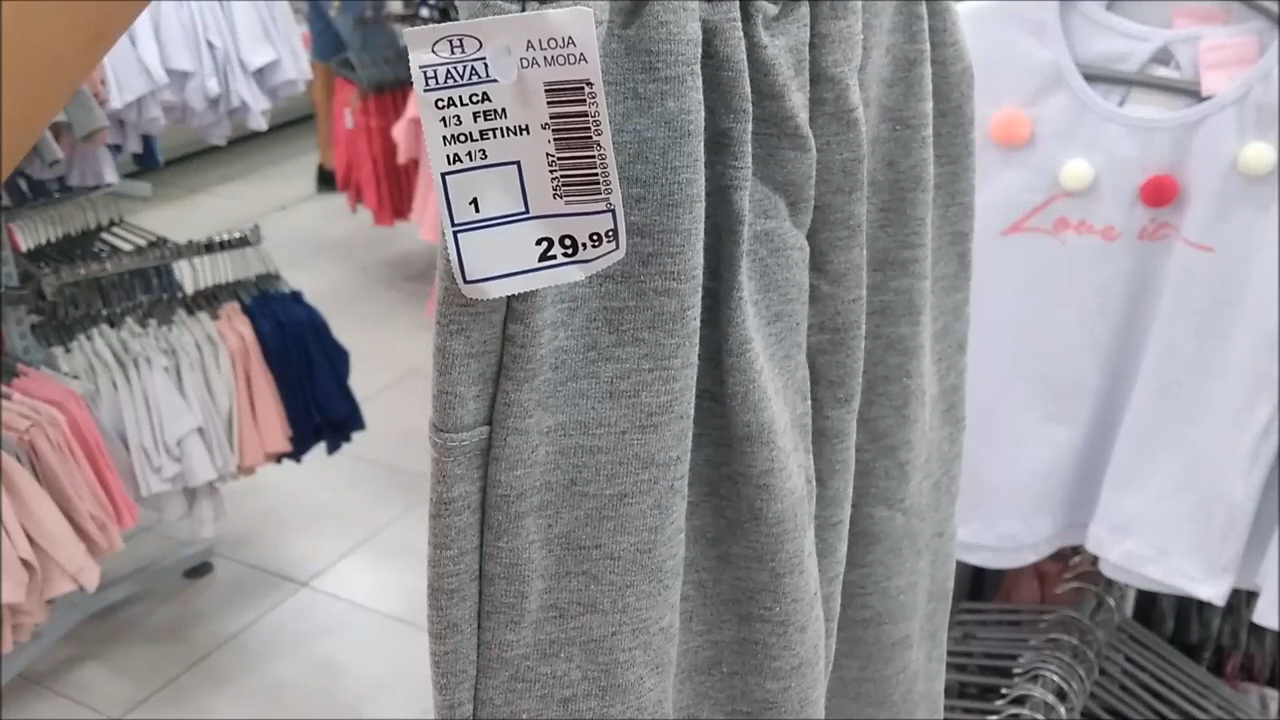 H
HAVAI
A LOJA
DA MODA
CALCA
1/3 FEM
MOLETINH
IA 1/3
1
29,99
253157 - 5
9000009005304
Love it